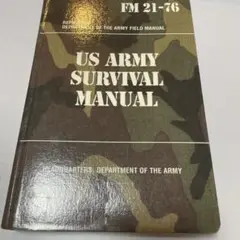 FM 21-76
DEPARTMENT OF THE ARMY FIELD MANUAL
US ARMY
SURVIVAL
MANUAL
HEADQUARTERS, DEPARTMENT OF THE ARMY